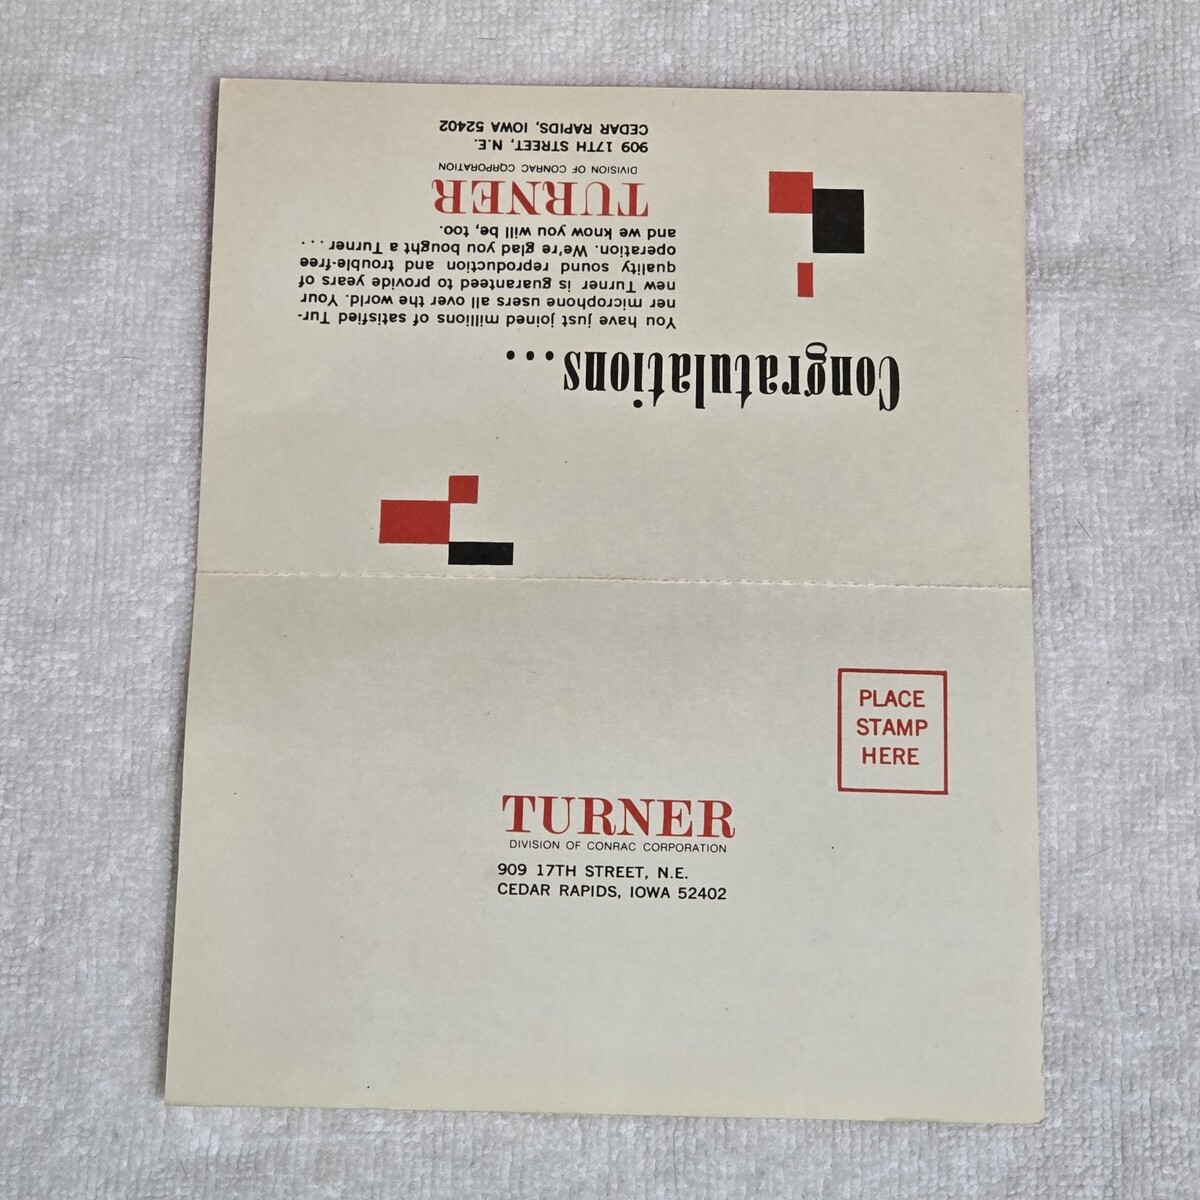 Congratulations...
You have just joined millions of satisfied Tur-
ner microphone users all over the world. Your
new Turner is guaranteed to provide years of
quality sound reproduction and trouble-free
operation. We're glad you bought a Turner...
and we know you will be, too.
TURNER
DIVISION OF CONRAC CORPORATION
909 17TH STREET, N.E.
CEDAR RAPIDS, IOWA 52402
PLACE
STAMP
HERE
TURNER
DIVISION OF CONRAC CORPORATION
909 17TH STREET, N.E.
CEDAR RAPIDS, IOWA 52402